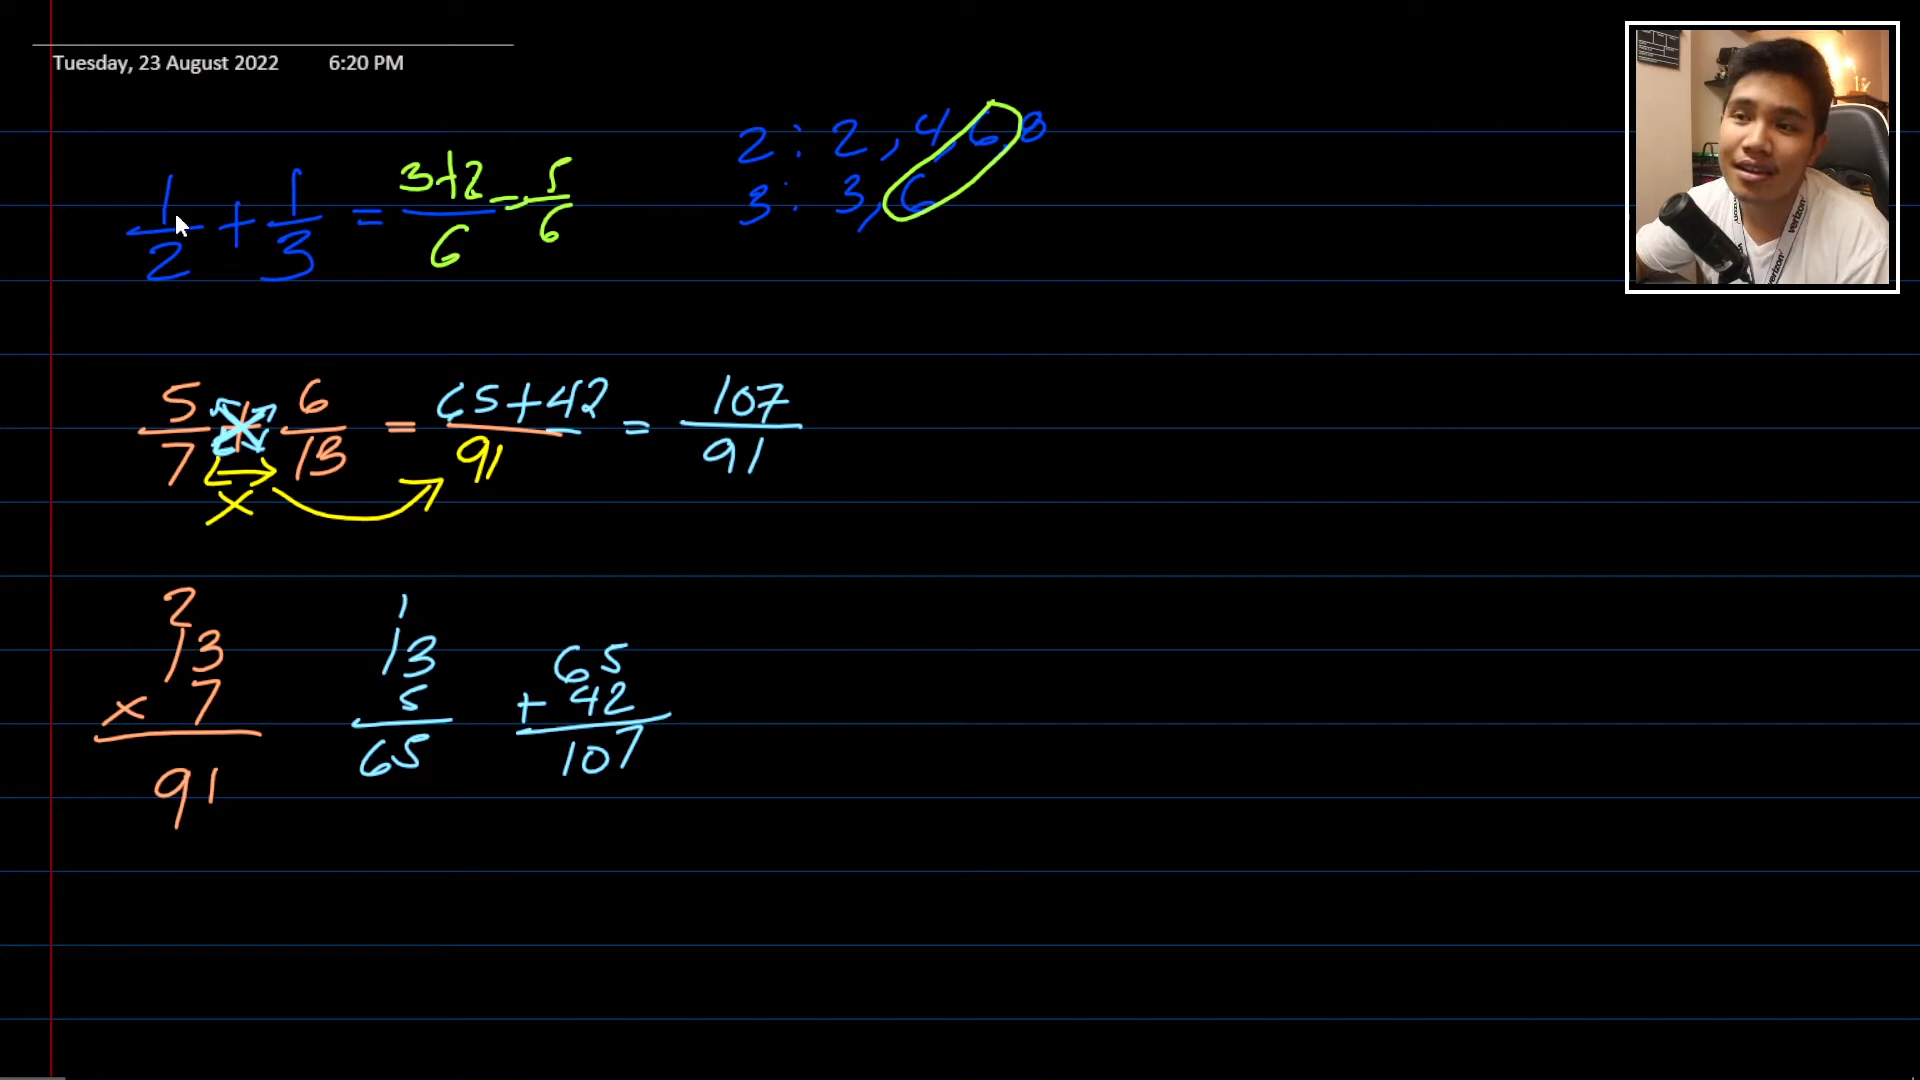 Tuesday, 23 August 2022 6:20 PM
2 : 2 , 4, 6, 8
3 : 3, 6
1/2 + 1/3 = 3+2/6 = 5/6
5/7 + 6/13 = 65+42/91 = 107/91
x
2
13
x 7
91
1
13
5
65
65
+ 42
107
verizon
verizon